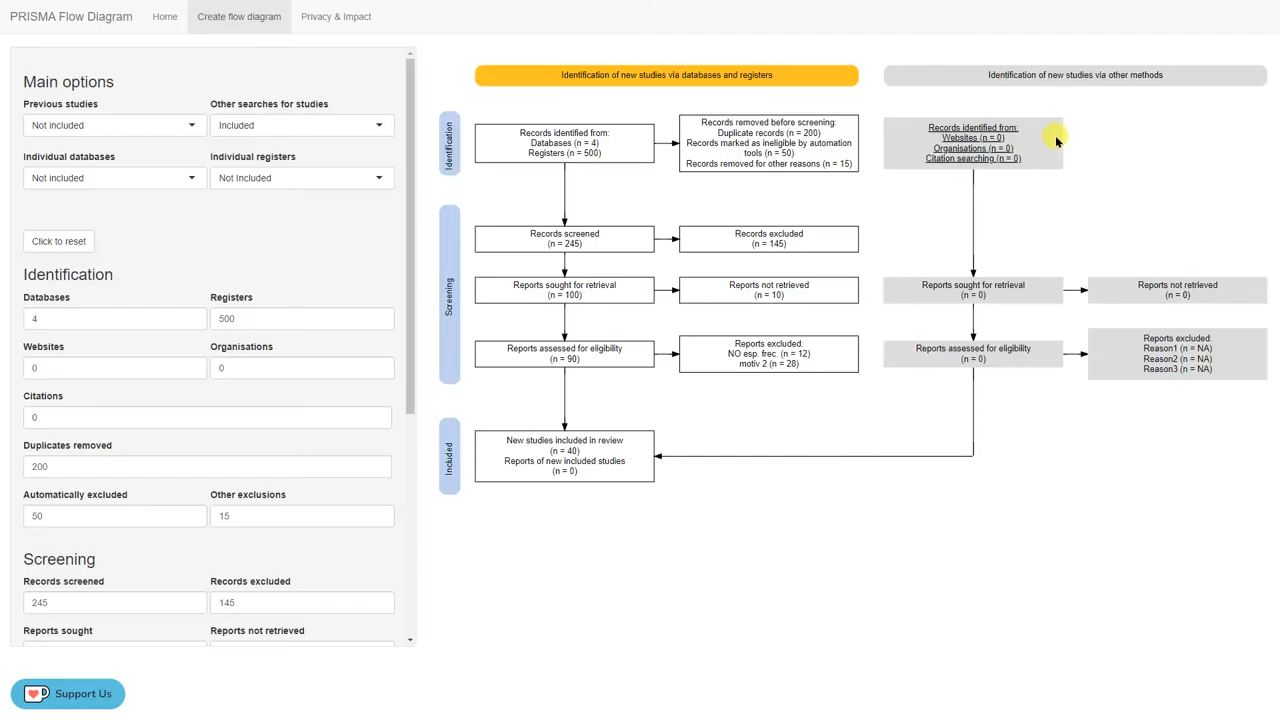 PRISMA Flow Diagram
Home
Create flow diagram
Privacy & Impact
Main options
Previous studies
Other searches for studies
Not included
Included
Individual databases
Individual registers
Not included
Not Included
Click to reset
Identification
Databases
Registers
4
500
Websites
Organisations
0
0
Citations
0
Duplicates removed
200
Automatically excluded
Other exclusions
50
15
Screening
Records screened
Records excluded
245
145
Reports sought
Reports not retrieved
Support Us
Identification of new studies via databases and registers
Identification of new studies via other methods
Identification
Records identified from:
Databases (n = 4)
Registers (n = 500)
Records removed before screening:
Duplicate records (n = 200)
Records marked as ineligible by automation
tools (n = 50)
Records removed for other reasons (n = 15)
Records identified from:
Websites (n = 0)
Organisations (n = 0)
Citation searching (n = 0)
Screening
Records screened
(n = 245)
Records excluded
(n = 145)
Reports sought for retrieval
(n = 100)
Reports not retrieved
(n = 10)
Reports sought for retrieval
(n = 0)
Reports not retrieved
(n = 0)
Reports assessed for eligibility
(n = 90)
Reports excluded:
NO esp. frec. (n = 12)
motiv 2 (n = 28)
Reports assessed for eligibility
(n = 0)
Reports excluded:
Reason1 (n = NA)
Reason2 (n = NA)
Reason3 (n = NA)
Included
New studies included in review
(n = 40)
Reports of new included studies
(n = 0)